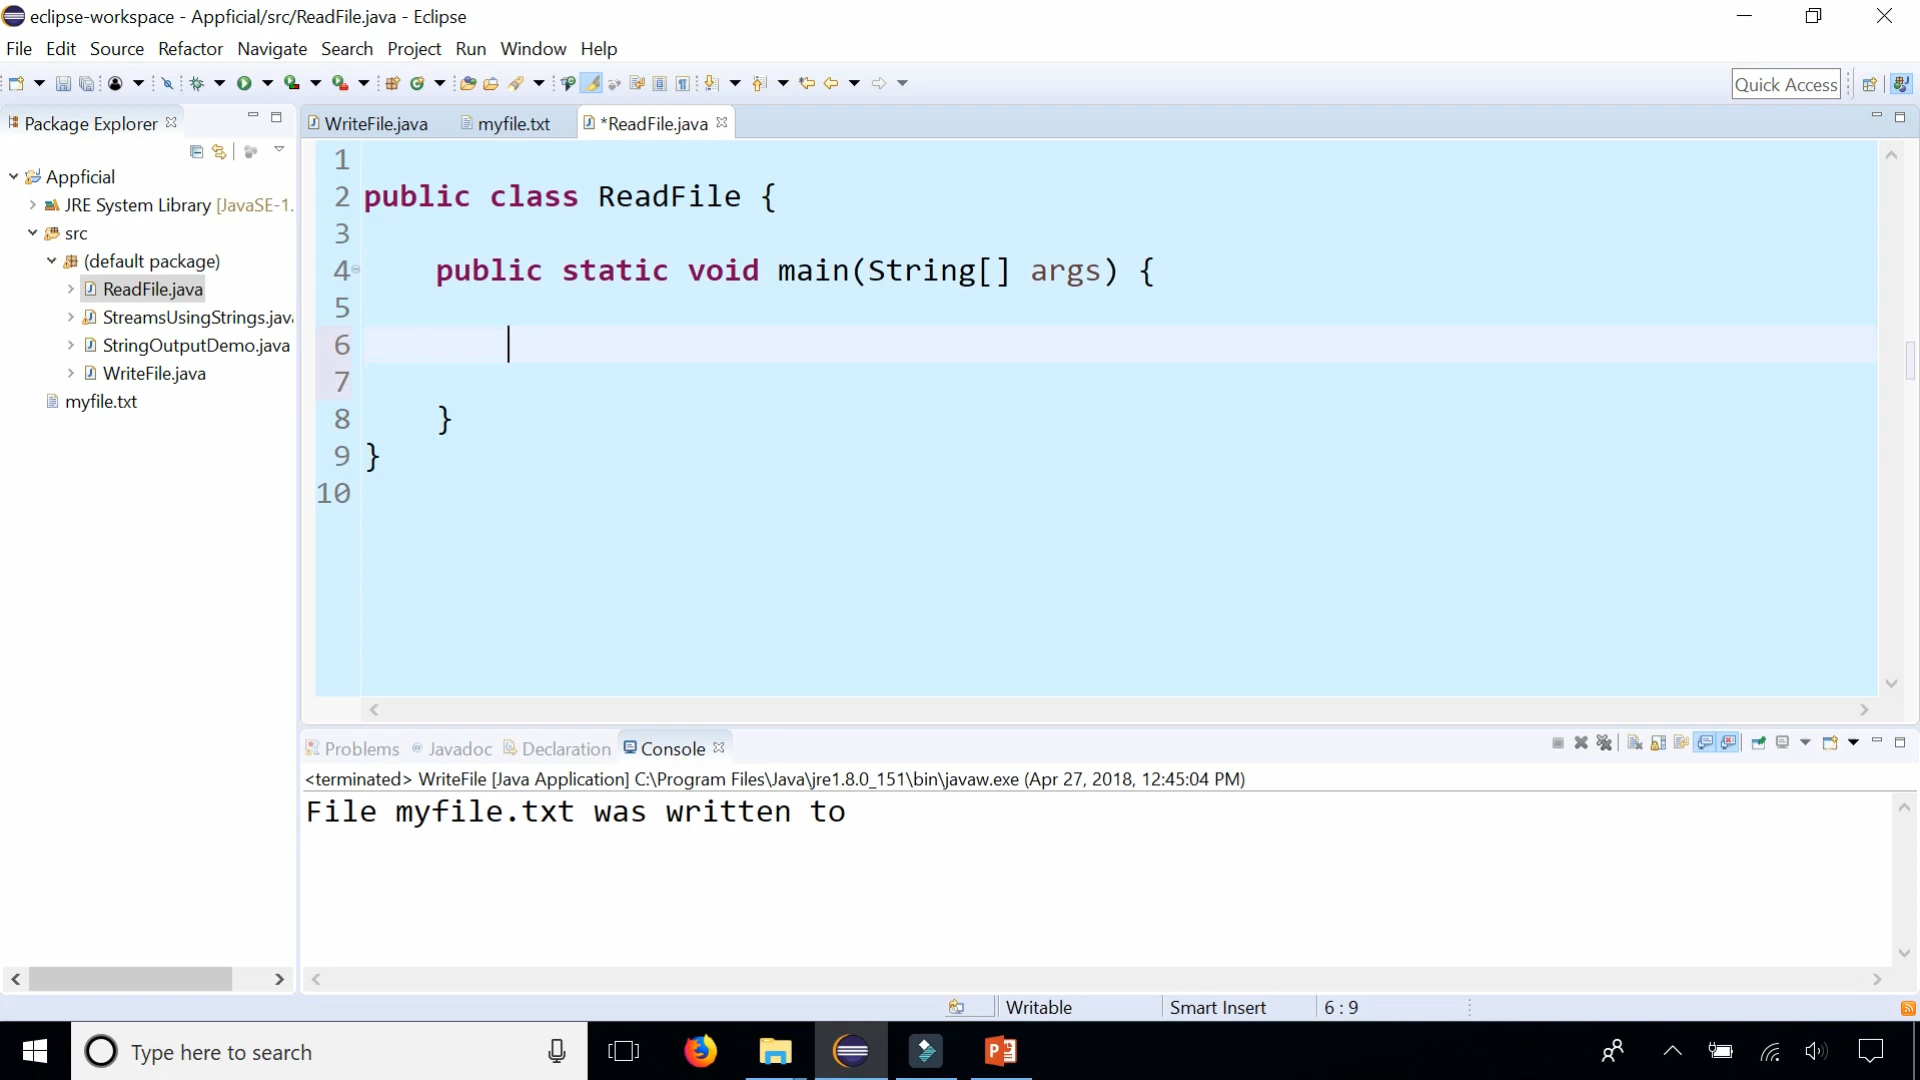 eclipse-workspace - Appficial/src/ReadFile.java - Eclipse
File Edit Source Refactor Navigate Search Project Run Window Help
Quick Access
Package Explorer
WriteFile.java myfile.txt *ReadFile.java
Appficial
JRE System Library [JavaSE-1.
src
(default package)
ReadFile.java
StreamsUsingStrings.jav
StringOutputDemo.java
WriteFile.java
myfile.txt
1
2 public class ReadFile {
3
4 public static void main(String[] args) {
5
6
7
8 }
9 }
10
Problems Javadoc Declaration Console
<terminated> WriteFile [Java Application] C:\Program Files\Java\jre1.8.0_151\bin\javaw.exe (Apr 27, 2018, 12:45:04 PM)
File myfile.txt was written to
Writable Smart Insert 6 : 9
Type here to search